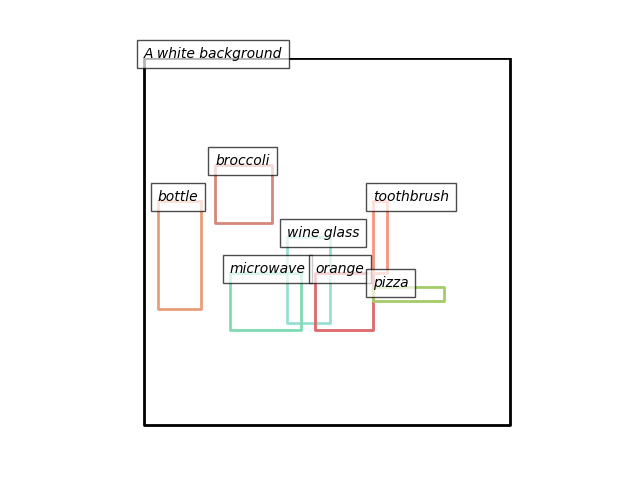 A white background
broccoli
bottle
toothbrush
wine glass
microwave
orange
pizza